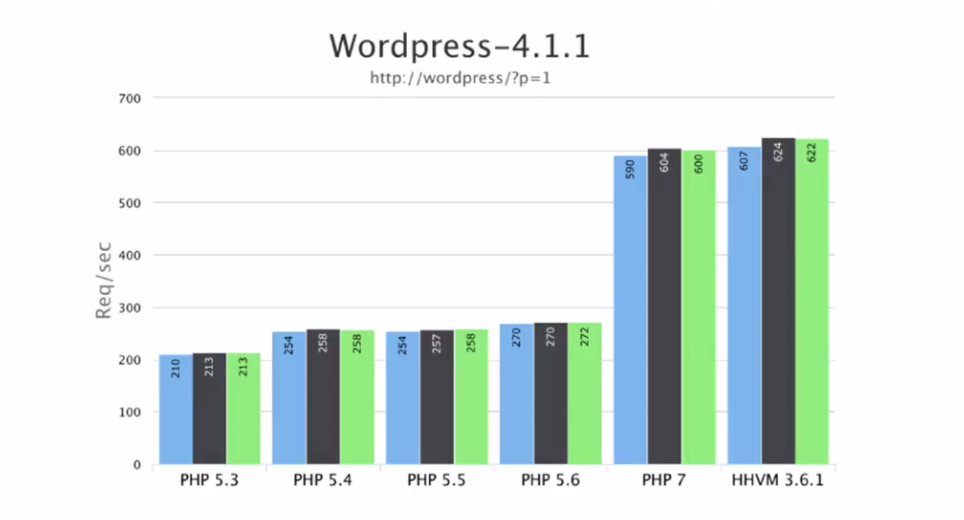 Wordpress-4.1.1
http://wordpress/?p=1
Req/sec
700
600
500
400
300
200
100
0
210 213 213
254 258 258
254 257 258
270 270 272
590 604 600
607 624 622
PHP 5.3 PHP 5.4 PHP 5.5 PHP 5.6 PHP 7 HHVM 3.6.1